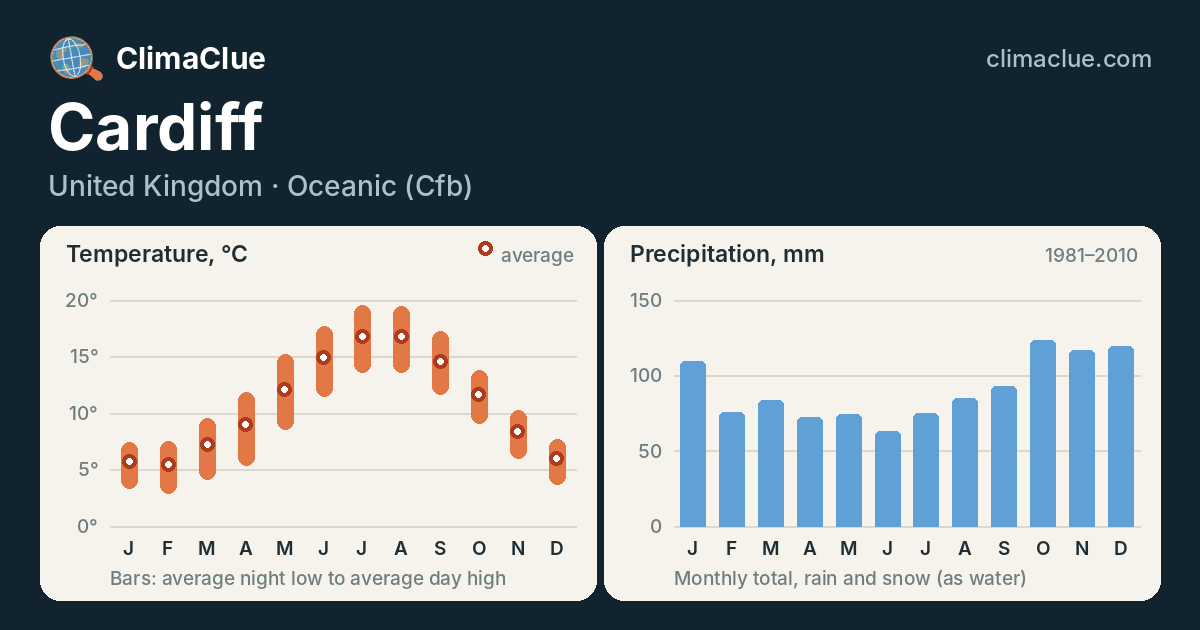 ClimaClue
climaclue.com
Cardiff
United Kingdom · Oceanic (Cfb)
Temperature, °C
average
20°
15°
10°
5°
0°
J F M A M J J A S O N D
Bars: average night low to average day high
Precipitation, mm
1981–2010
150
100
50
0
J F M A M J J A S O N D
Monthly total, rain and snow (as water)